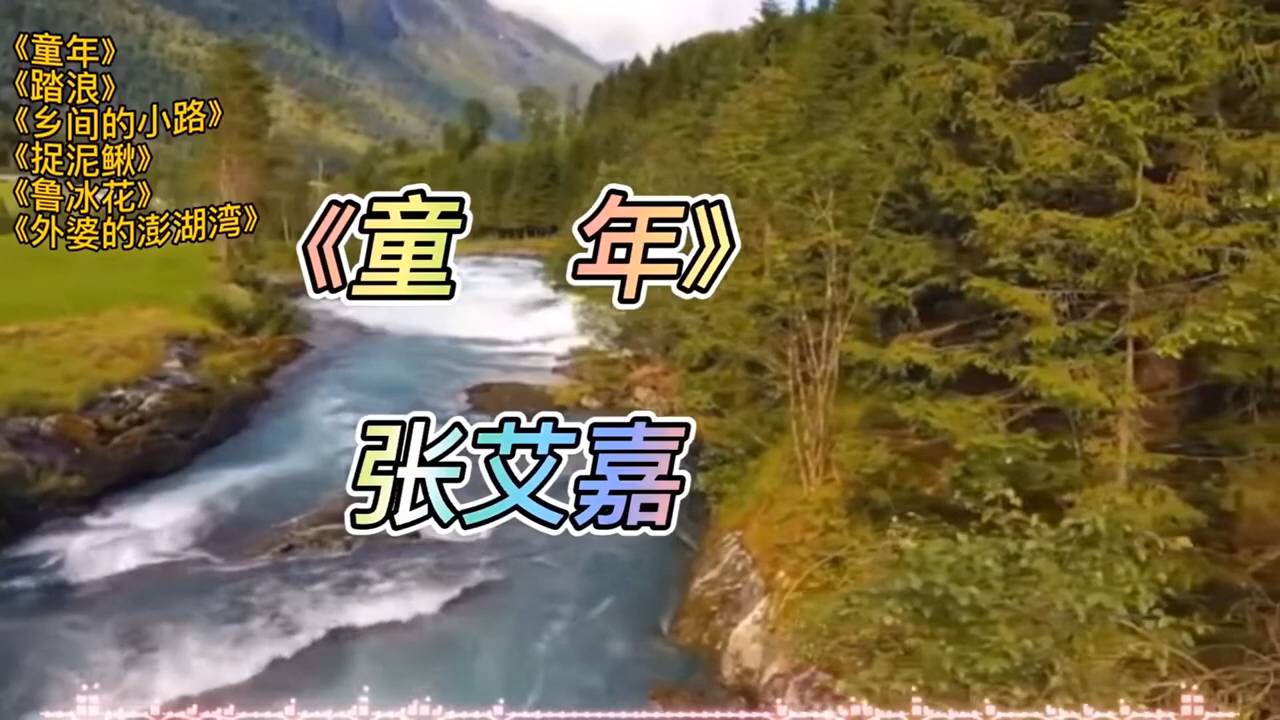 《童年》
《踏浪》
《乡间的小路》
《捉泥鳅》
《鲁冰花》
《外婆的澎湖湾》
《童 年》
张艾嘉